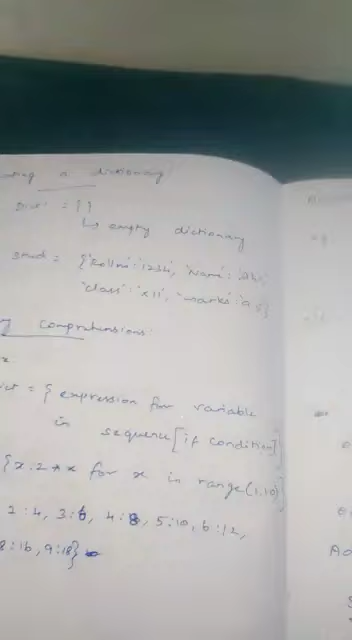 a dictionary
= { }
↳ empty dictionary
stud = {'Rollno':'1234', 'Name':
'class':'XII', 'marks':95}
comprehensions:
dict = { expression for variable
in sequence [if condition]
{x:2*x for x in range(1,10)}
2:4, 3:6, 4:8, 5:10, 6:12,
8:16, 9:18}